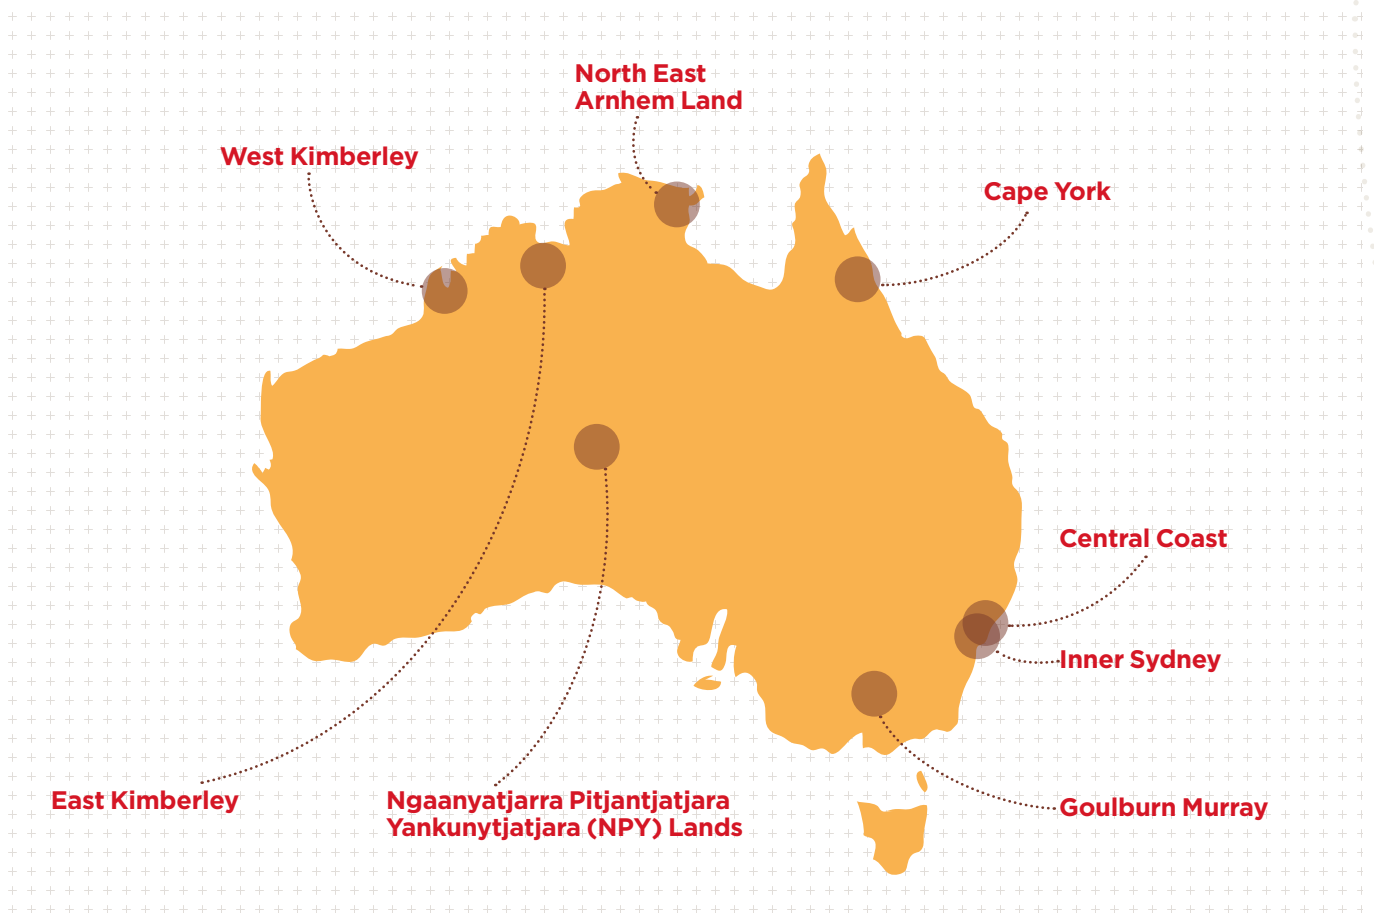 North East
Arnhem Land
West Kimberley
Cape York
Central Coast
Inner Sydney
East Kimberley
Ngaanyatjarra Pitjantjatjara
Yankunytjatjara (NPY) Lands
Goulburn Murray